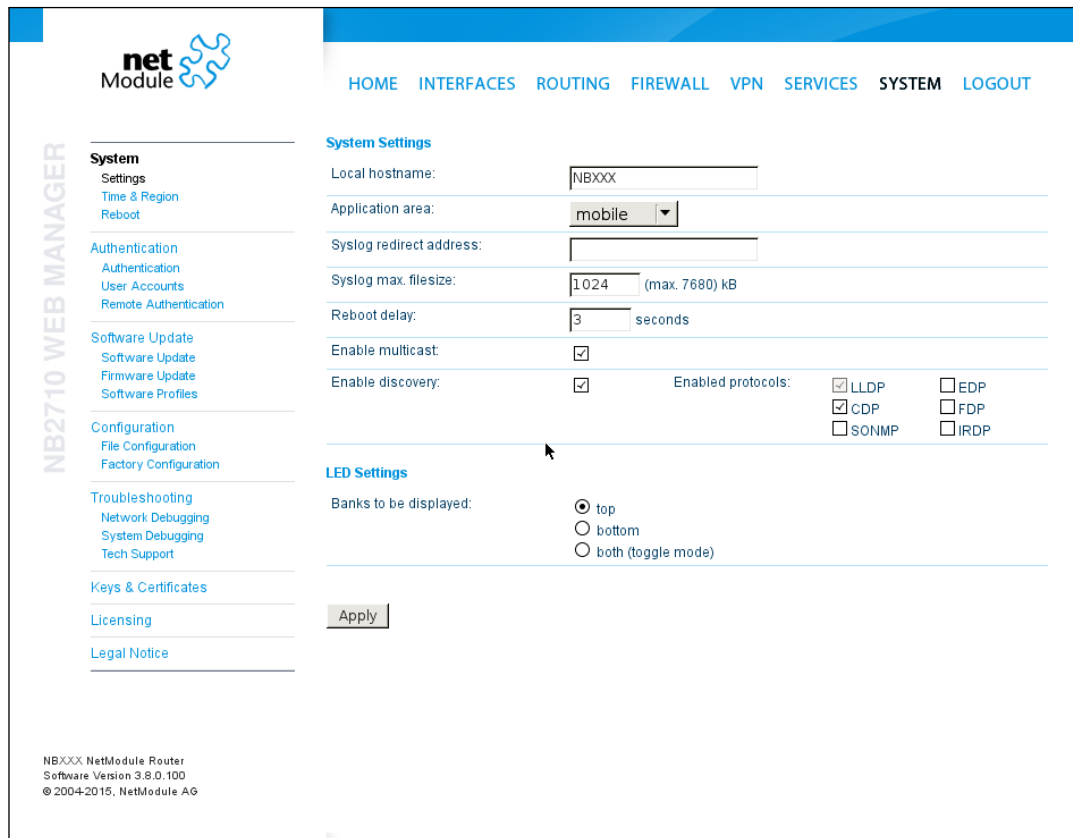 net
Module
HOME INTERFACES ROUTING FIREWALL VPN SERVICES SYSTEM LOGOUT
NB2710 WEB MANAGER
System
Settings
Time & Region
Reboot
Authentication
Authentication
User Accounts
Remote Authentication
Software Update
Software Update
Firmware Update
Software Profiles
Configuration
File Configuration
Factory Configuration
Troubleshooting
Network Debugging
System Debugging
Tech Support
Keys & Certificates
Licensing
Legal Notice
System Settings
Local hostname: NBXXX
Application area: mobile
Syslog redirect address:
Syslog max. filesize: 1024 (max. 7680) kB
Reboot delay: 3 seconds
Enable multicast:
Enable discovery: Enabled protocols: LLDP EDP
CDP FDP
SONMP IRDP
LED Settings
Banks to be displayed: top
bottom
both (toggle mode)
Apply
NBXXX NetModule Router
Software Version 3.8.0.100
© 2004-2015, NetModule AG